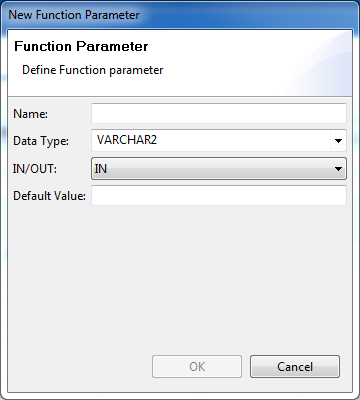 New Function Parameter
Function Parameter
Define Function parameter
Name:
Data Type: VARCHAR2
IN/OUT: IN
Default Value:
OK Cancel